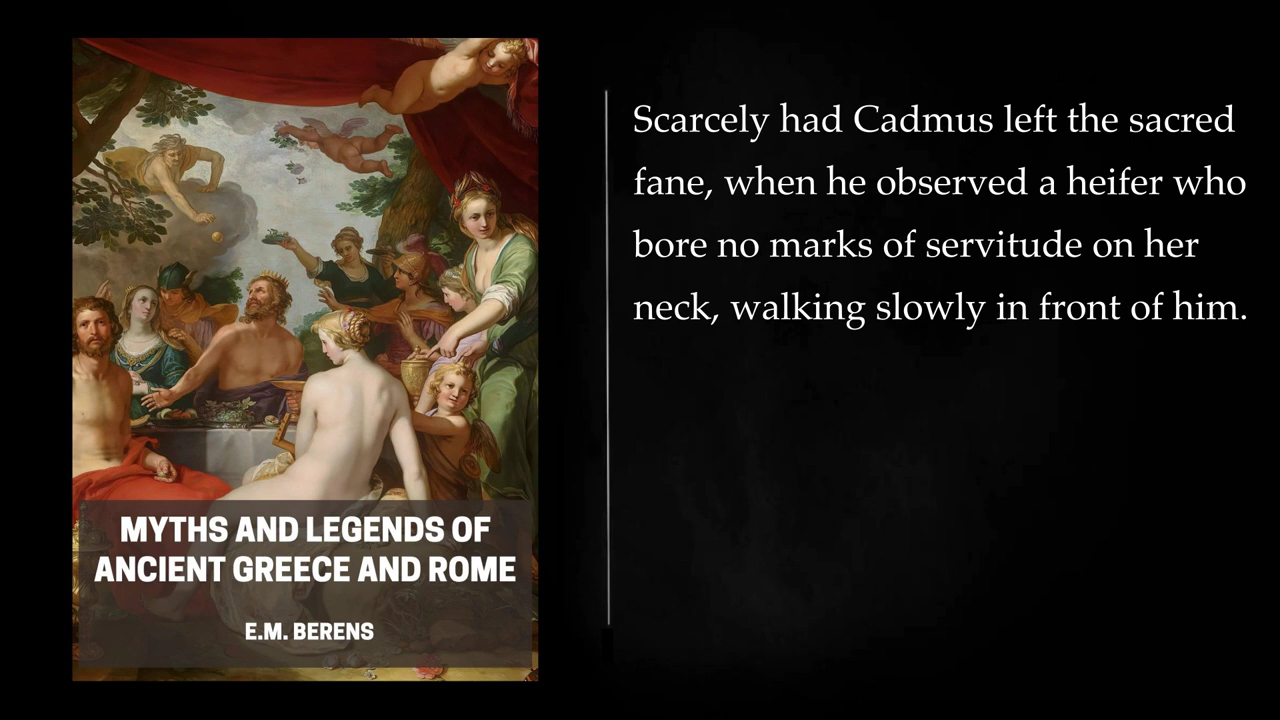 MYTHS AND LEGENDS OF
ANCIENT GREECE AND ROME
E.M. BERENS
Scarcely had Cadmus left the sacred
fane, when he observed a heifer who
bore no marks of servitude on her
neck, walking slowly in front of him.